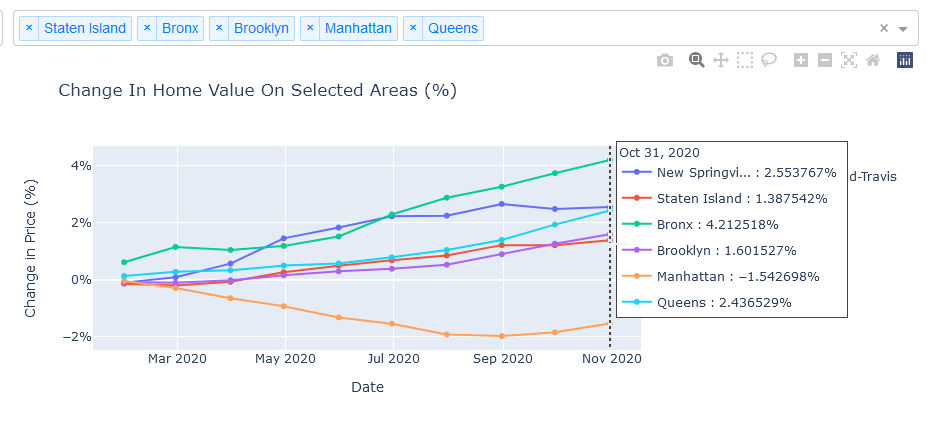 × Staten Island × Bronx × Brooklyn × Manhattan × Queens ×
Change In Home Value On Selected Areas (%)
Oct 31, 2020
New Springvi... : 2.553767%
d-Travis
Staten Island : 1.387542%
Bronx : 4.212518%
Brooklyn : 1.601527%
Manhattan : −1.542698%
Queens : 2.436529%
Change in Price (%)
4%
2%
0%
−2%
Mar 2020 May 2020 Jul 2020 Sep 2020 Nov 2020
Date